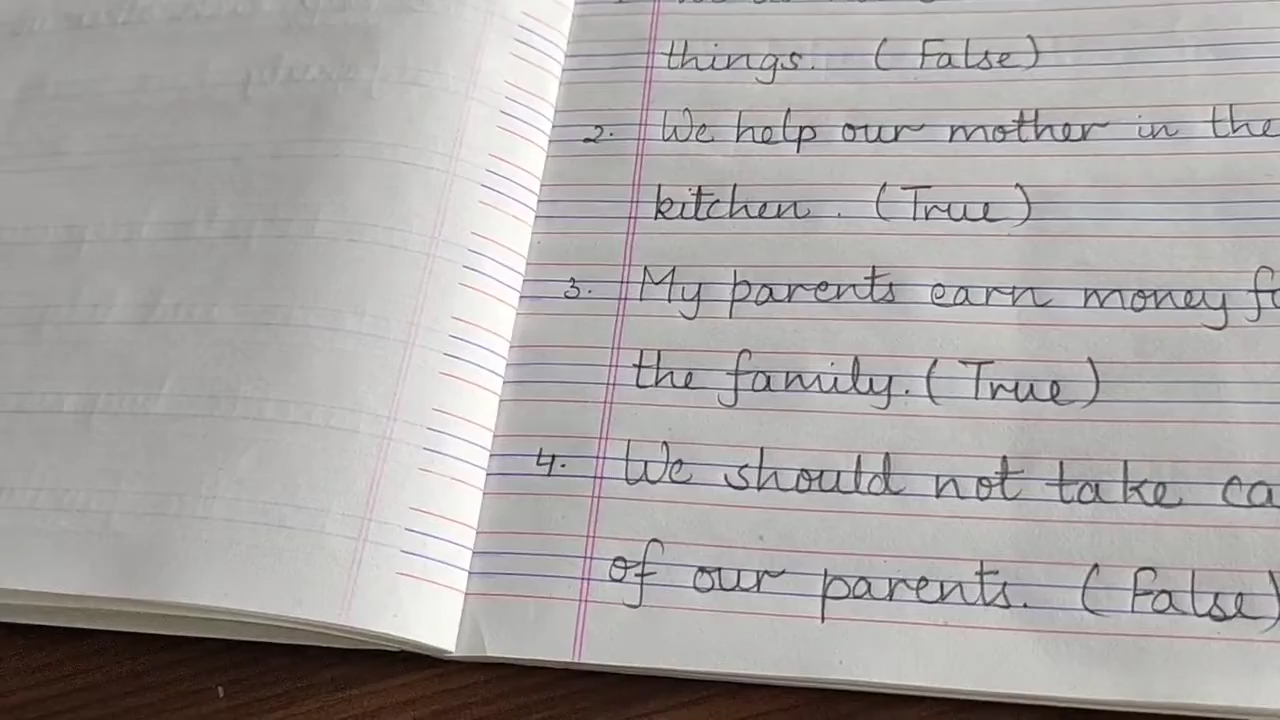 things. (False)
2. We help our mother in the
kitchen. (True)
3. My parents earn money
the family. (True)
4. We should not take
of our parents. (False)